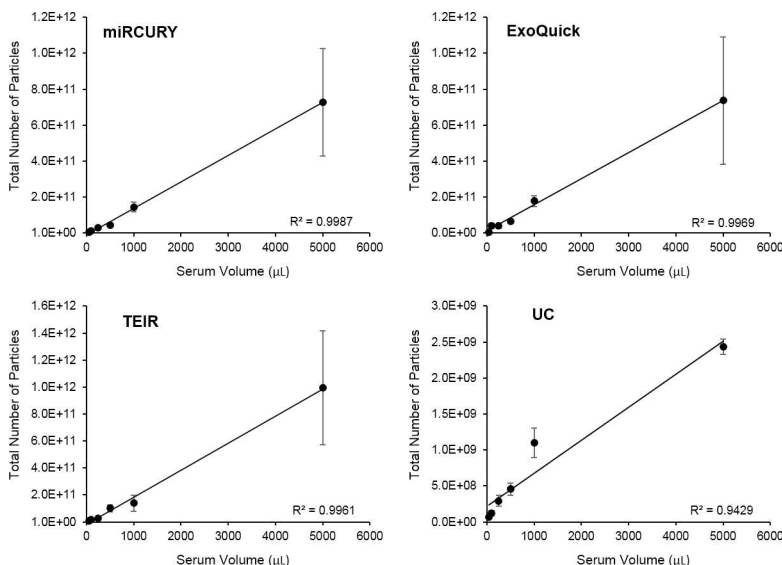 miRCURY
Total Number of Particles
1.2E+12
1.0E+12
8.0E+11
6.0E+11
4.0E+11
2.0E+11
1.0E+00
0 1000 2000 3000 4000 5000 6000
R² = 0.9987
Serum Volume (µL)
ExoQuick
Total Number of Particles
1.2E+12
1.0E+12
8.0E+11
6.0E+11
4.0E+11
2.0E+11
1.0E+00
0 1000 2000 3000 4000 5000 6000
R² = 0.9969
Serum Volume (µL)
TEIR
Total Number of Particles
1.6E+12
1.4E+12
1.2E+12
1.0E+12
8.0E+11
6.0E+11
4.0E+11
2.0E+11
1.0E+00
0 1000 2000 3000 4000 5000 6000
R² = 0.9961
Serum Volume (µL)
UC
Total Number of Particles
3.0E+09
2.5E+09
2.0E+09
1.5E+09
1.0E+09
5.0E+08
0.0E+00
0 1000 2000 3000 4000 5000 6000
R² = 0.9429
Serum Volume (µL)